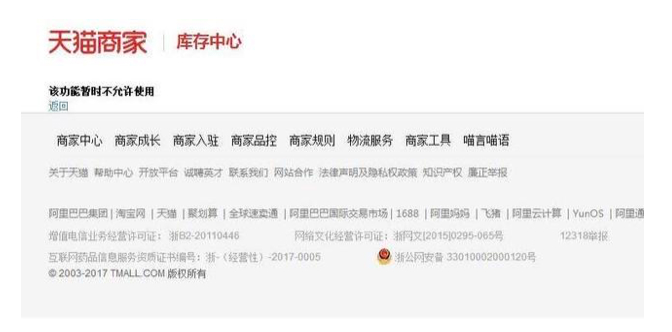 天猫商家 | 库存中心
该功能暂时不允许使用
返回
商家中心 商家成长 商家入驻 商家品控 商家规则 物流服务 商家工具 喵言喵语
关于天猫 帮助中心 开放平台 诚聘英才 联系我们 网站合作 法律声明及隐私权政策 知识产权 廉正举报
阿里巴巴集团 | 淘宝网 | 天猫 | 聚划算 | 全球速卖通 | 阿里巴巴国际交易市场 | 1688 | 阿里妈妈 | 飞猪 | 阿里云计算 | YunOS | 阿里通
增值电信业务经营许可证: 浙B2-20110446 网络文化经营许可证: 浙网文[2015]0295-065号 12318举报
互联网药品信息服务资质证书编号: 浙-(经营性)-2017-0005 浙公网安备 33010002000120号
© 2003-2017 TMALL.COM 版权所有